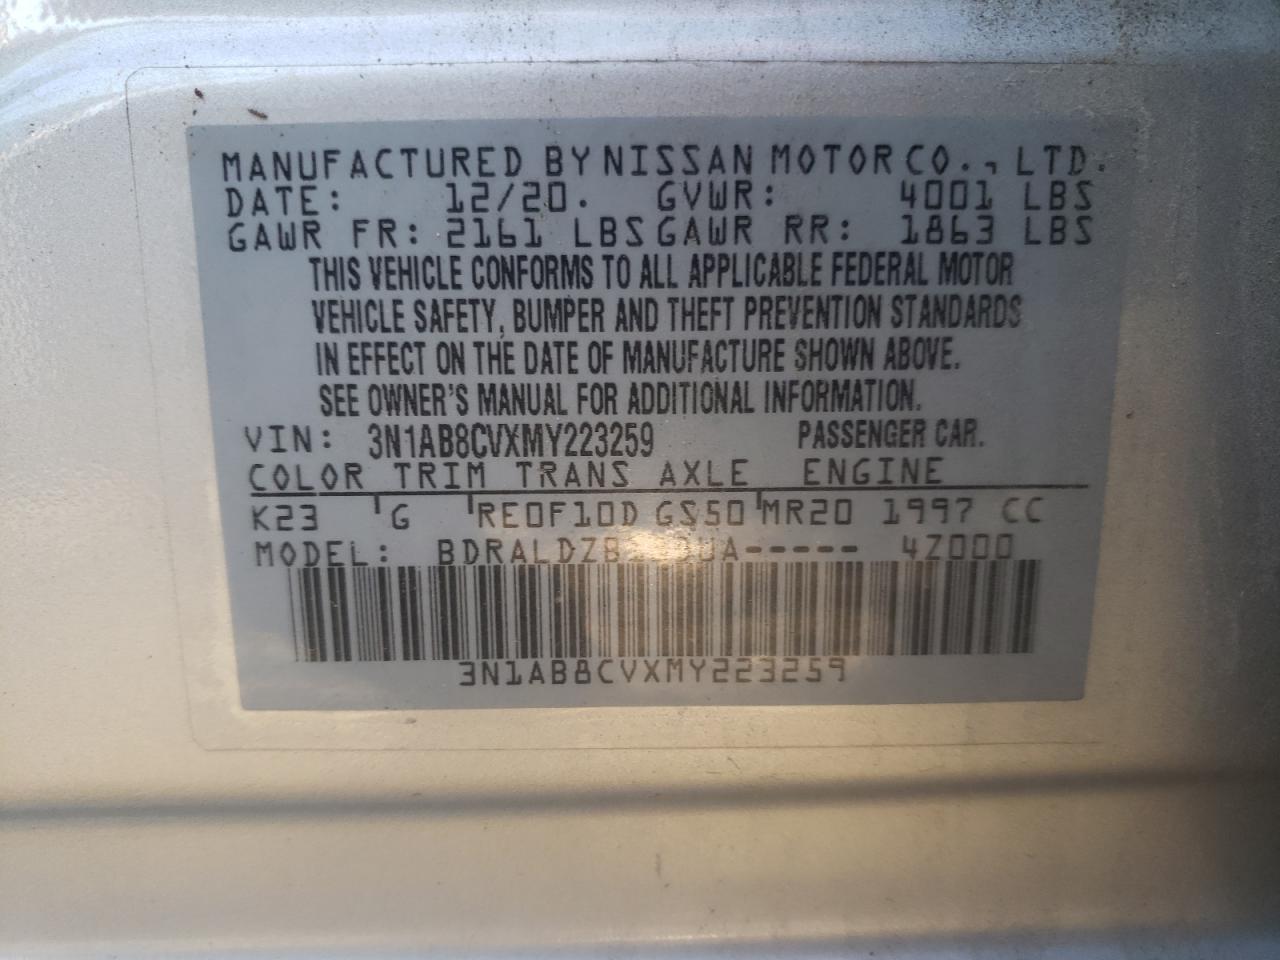 MANUFACTURED BY NISSAN MOTOR CO., LTD.
DATE: 12/20. GVWR: 4001 LBS
GAWR FR: 2161 LBS GAWR RR: 1863 LBS
THIS VEHICLE CONFORMS TO ALL APPLICABLE FEDERAL MOTOR
VEHICLE SAFETY, BUMPER AND THEFT PREVENTION STANDARDS
IN EFFECT ON THE DATE OF MANUFACTURE SHOWN ABOVE.
SEE OWNER'S MANUAL FOR ADDITIONAL INFORMATION.
VIN: 3N1AB8CVXMY223259 PASSENGER CAR.
COLOR TRIM TRANS AXLE ENGINE
K23 G RE0F10D GS50 MR20 1997 CC
MODEL: 4Z000
3N1AB8CVXMY223259